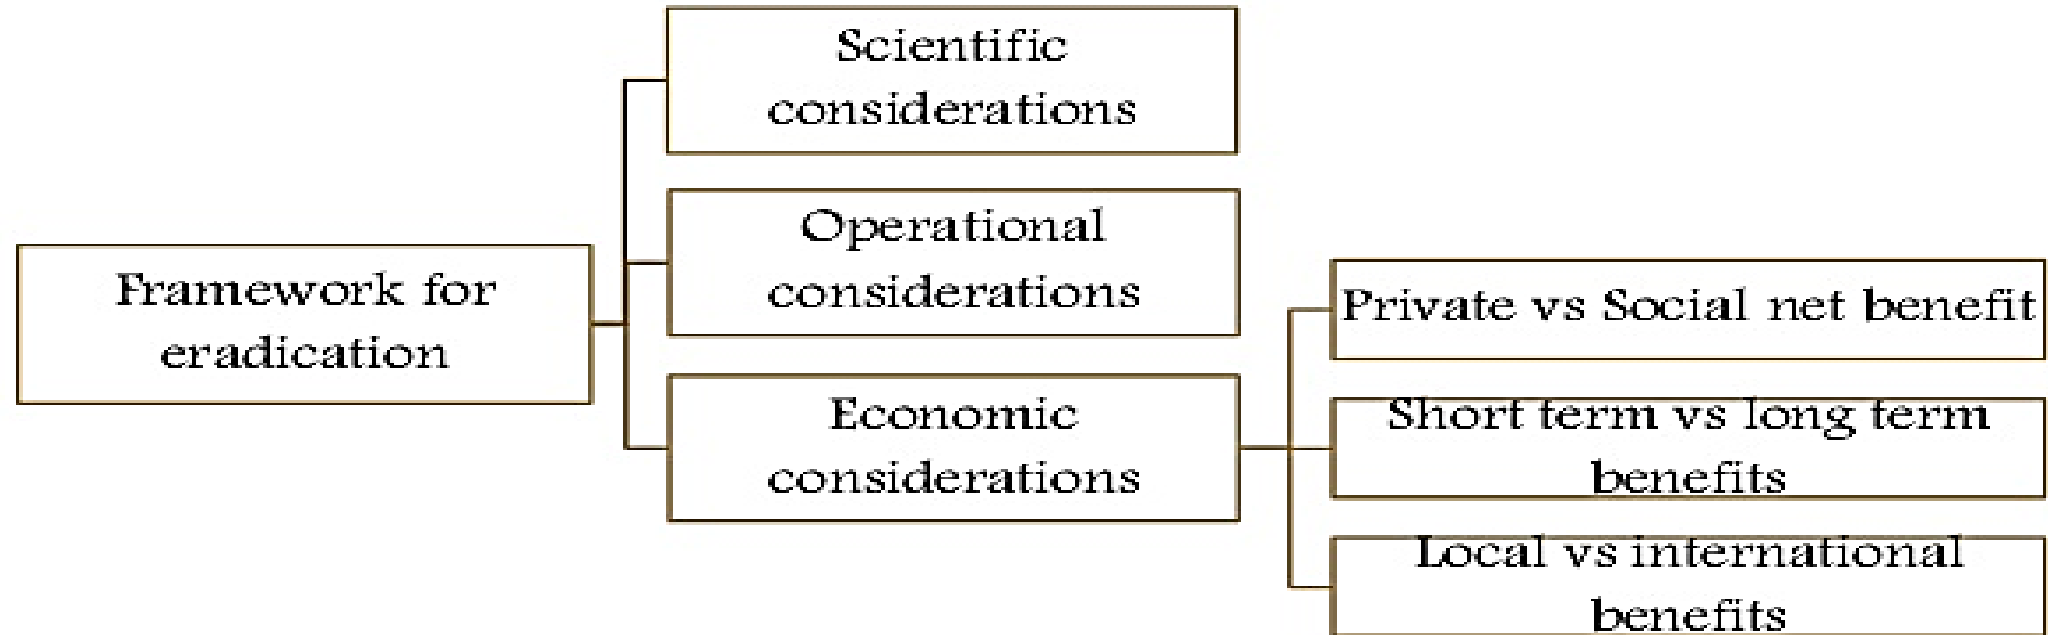 Scientific
considerations
Operational
considerations
Framework for
eradication
Economic
considerations
Private vs Social net benefit
Short term vs long term
benefits
Local vs international
benefits